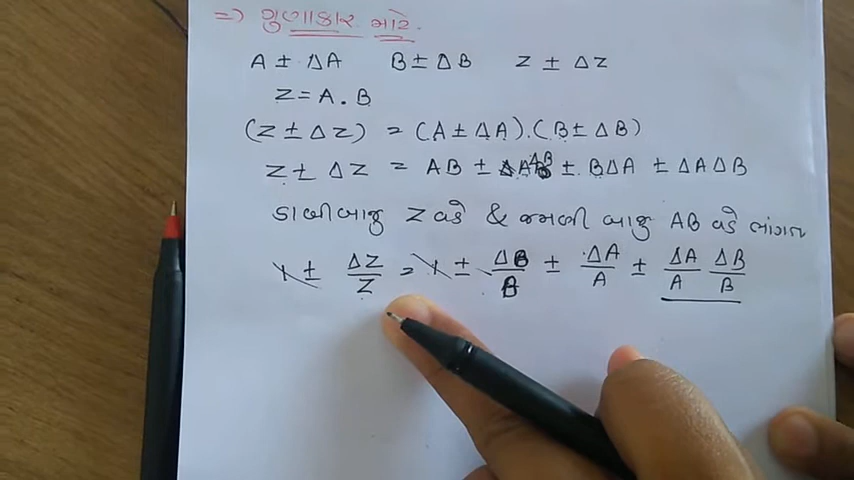 =) ગુણાકાર માટે.
A ± ΔA B ± ΔB Z ± ΔZ
Z = A . B
(Z ± ΔZ) = (A ± ΔA).(B ± ΔB)
Z ± ΔZ = AB ± AΔB ± BΔA ± ΔAΔB
ડાબીબાજુ Z વડે & જમણી બાજુ AB વડે ભાંગતા
1 ± ΔZ/Z = 1 ± ΔB/B ± ΔA/A ± ΔA/A ΔB/B